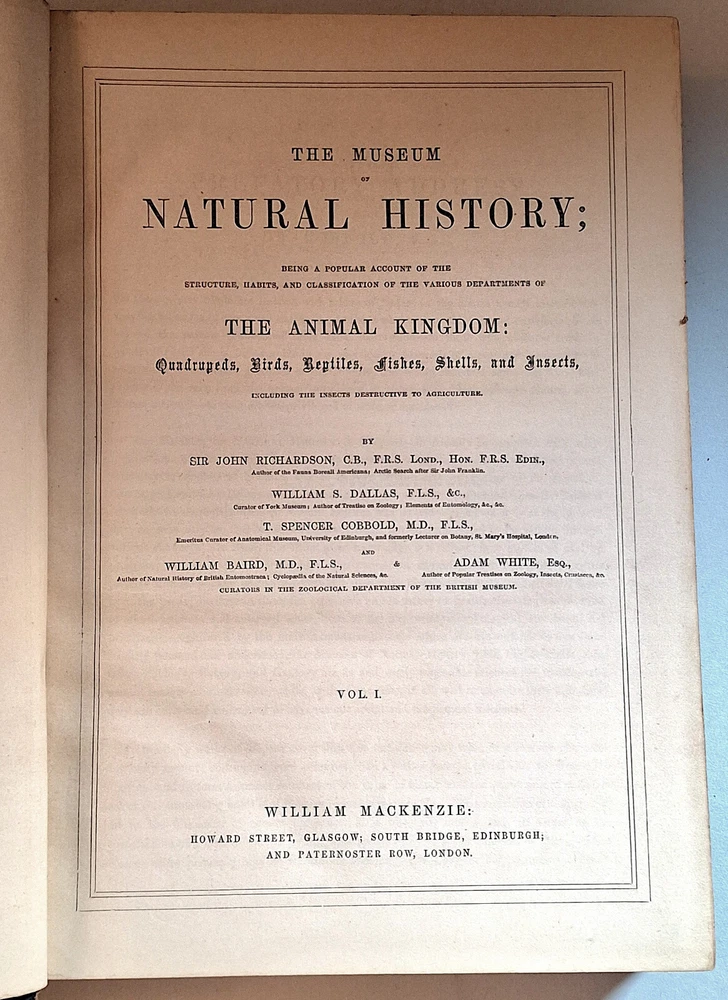 THE MUSEUM
OF
NATURAL HISTORY;
BEING A POPULAR ACCOUNT OF THE
STRUCTURE, HABITS, AND CLASSIFICATION OF THE VARIOUS DEPARTMENTS OF
THE ANIMAL KINGDOM:
Quadrupeds, Birds, Reptiles, Fishes, Shells, and Insects,
INCLUDING THE INSECTS DESTRUCTIVE TO AGRICULTURE.
BY
SIR JOHN RICHARDSON, C.B., F.R.S. LOND., HON. F.R.S. EDIN.,
Author of the Fauna Boreali Americana; Arctic Search after Sir John Franklin.
WILLIAM S. DALLAS, F.L.S., &c.,
Curator of York Museum; Author of Treatise on Zoology; Elements of Entomology, &c., &c.
T. SPENCER COBBOLD, M.D., F.L.S.,
Emeritus Curator of Anatomical Museum, University of Edinburgh, and formerly Lecturer on Botany, St. Mary's Hospital, London,
AND
WILLIAM BAIRD, M.D., F.L.S., & ADAM WHITE, ESQ.,
Author of Natural History of British Entomostraca; Cyclopædia of the Natural Sciences, &c. Author of Popular Treatises on Zoology, Insects, Crustacea, &c.
CURATORS IN THE ZOOLOGICAL DEPARTMENT OF THE BRITISH MUSEUM.
VOL. I.
WILLIAM MACKENZIE:
HOWARD STREET, GLASGOW; SOUTH BRIDGE, EDINBURGH;
AND PATERNOSTER ROW, LONDON.